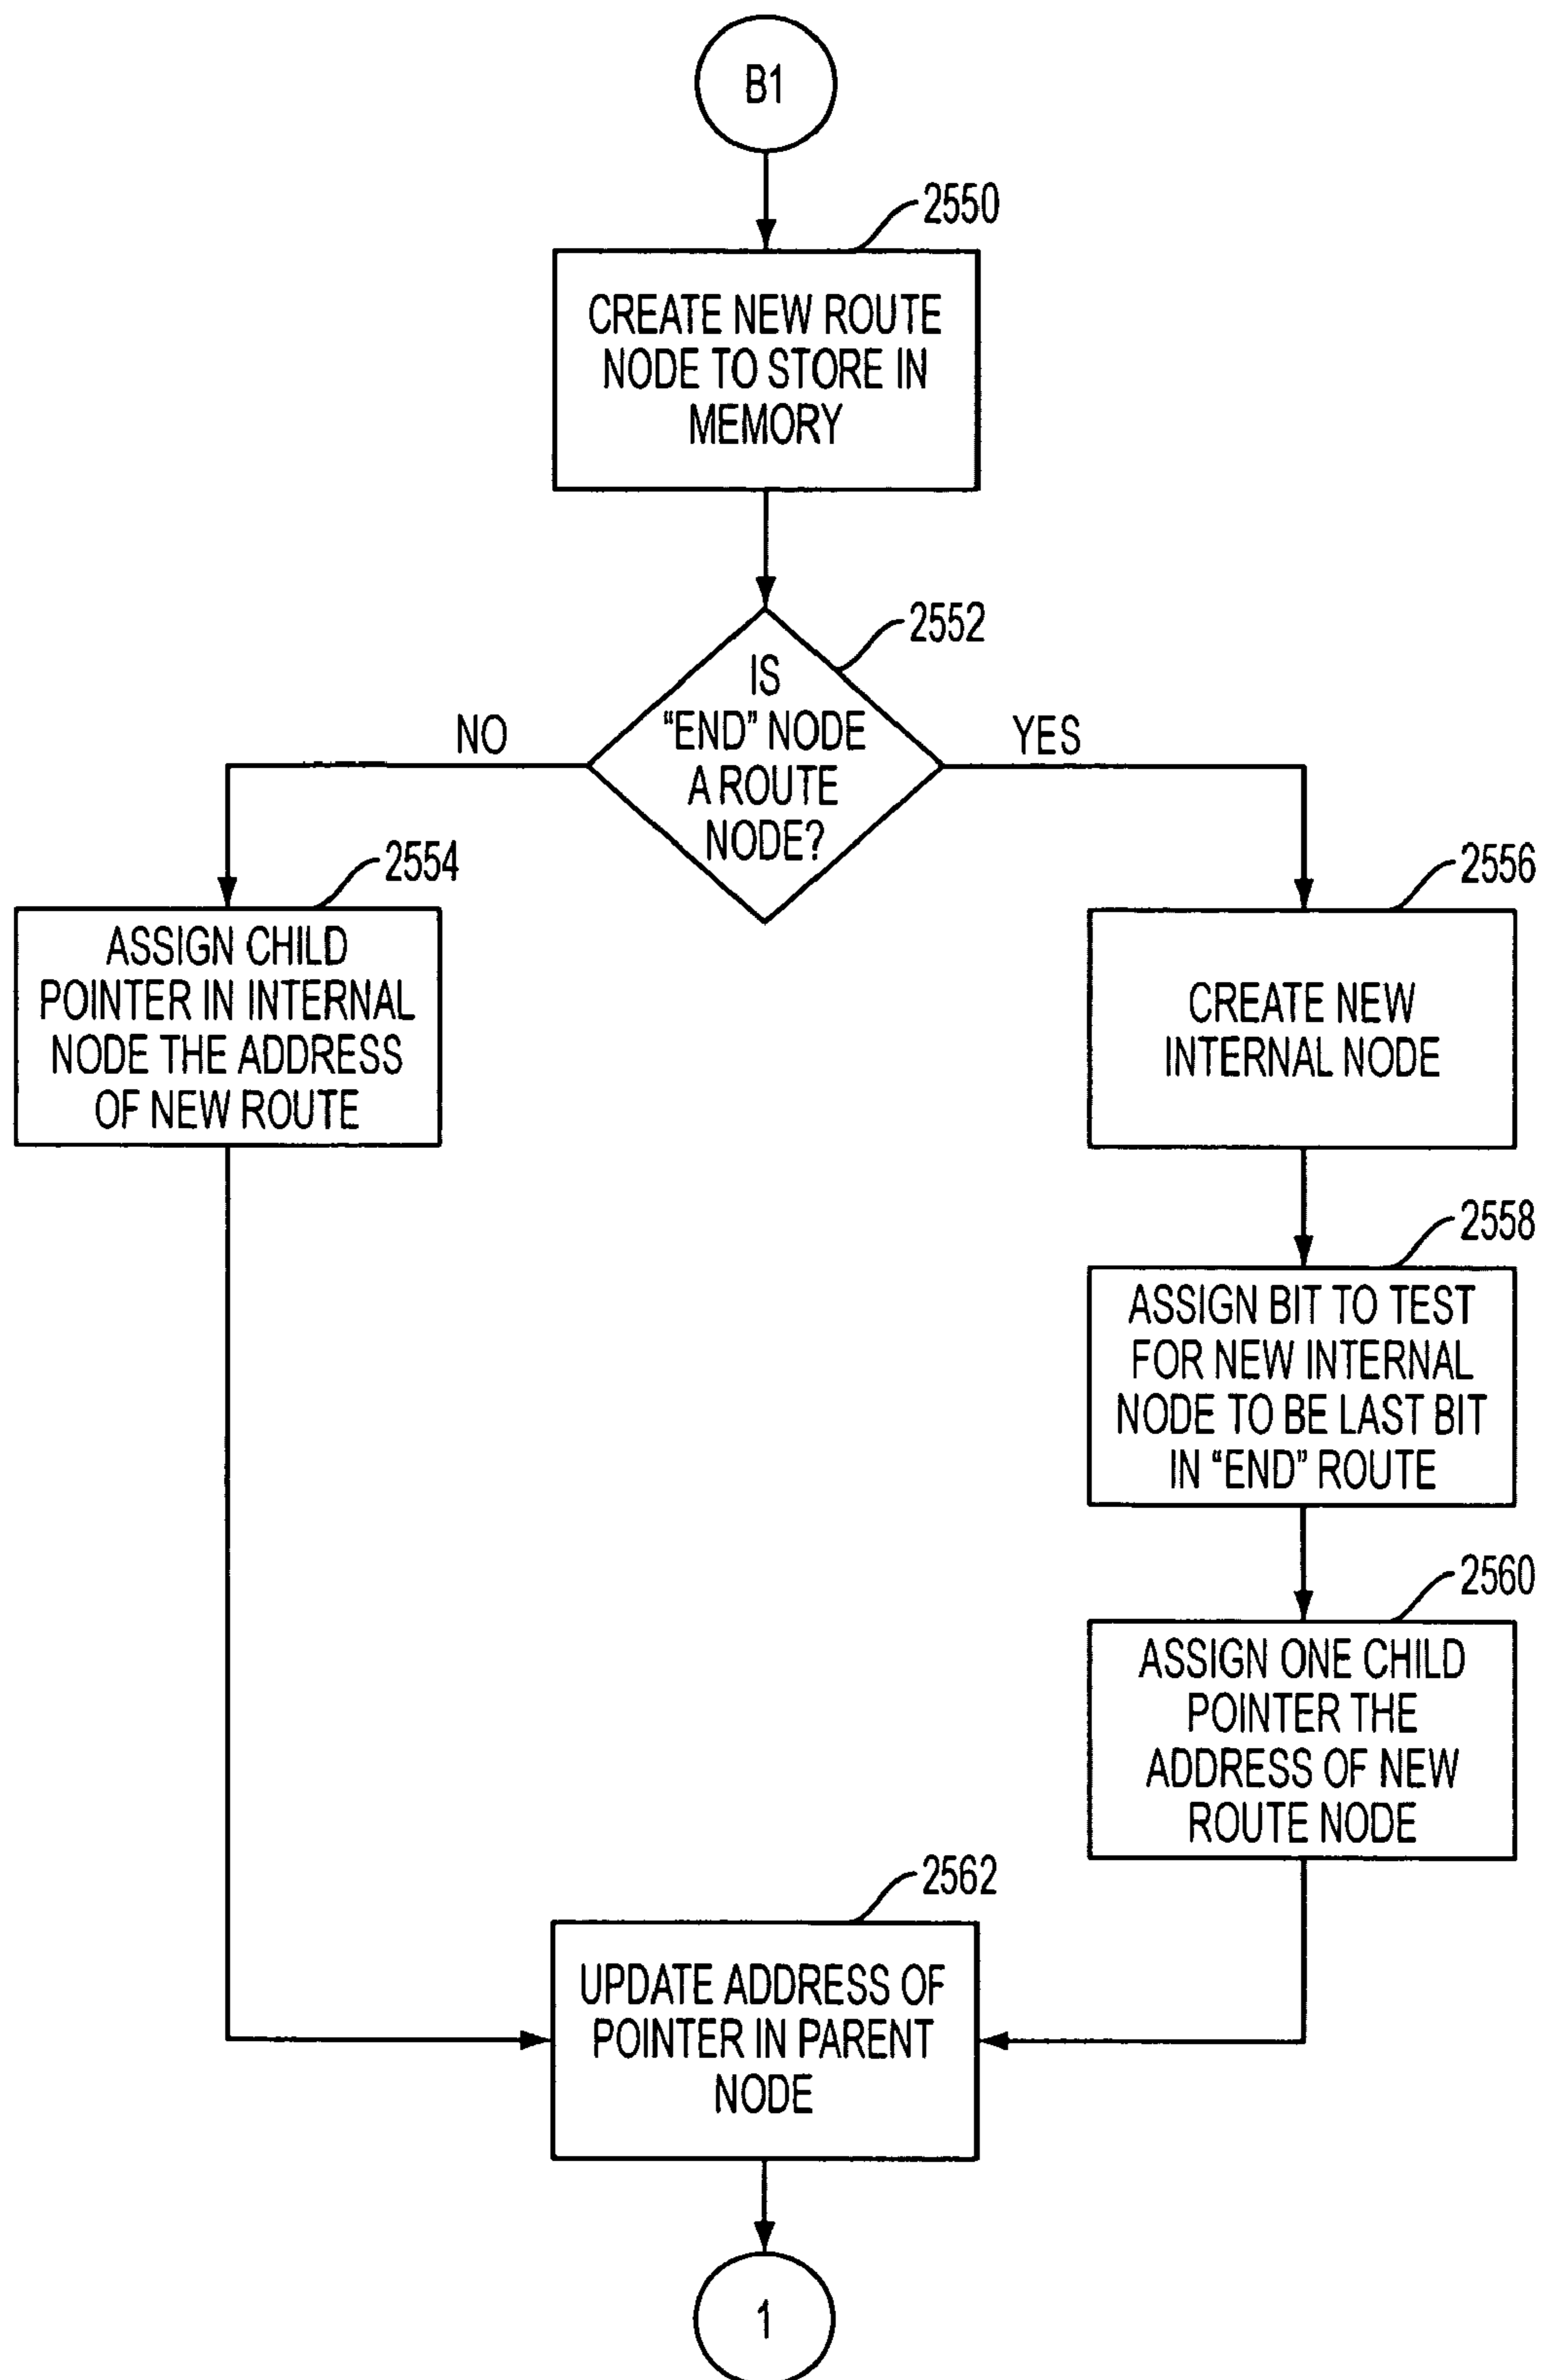 B1
2550
CREATE NEW ROUTE
NODE TO STORE IN
MEMORY
2552
IS
“END” NODE
A ROUTE
NODE?
NO
YES
2554
ASSIGN CHILD
POINTER IN INTERNAL
NODE THE ADDRESS
OF NEW ROUTE
2556
CREATE NEW
INTERNAL NODE
2558
ASSIGN BIT TO TEST
FOR NEW INTERNAL
NODE TO BE LAST BIT
IN “END” ROUTE
2560
ASSIGN ONE CHILD
POINTER THE
ADDRESS OF NEW
ROUTE NODE
2562
UPDATE ADDRESS OF
POINTER IN PARENT
NODE
1